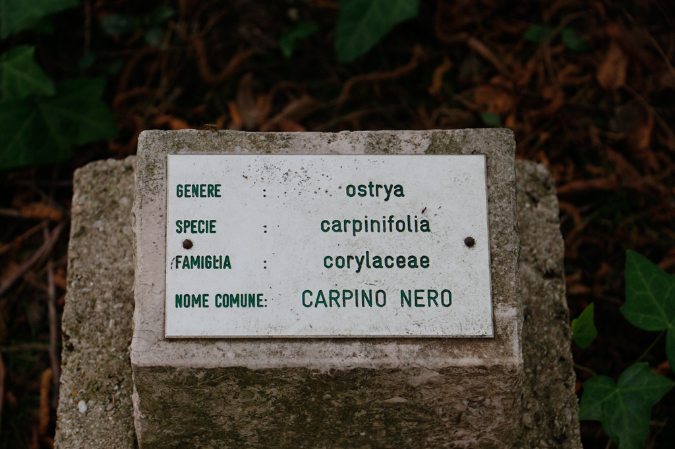 GENERE : ostrya
SPECIE : carpinifolia
FAMIGLIA : corylaceae
NOME COMUNE: CARPINO NERO